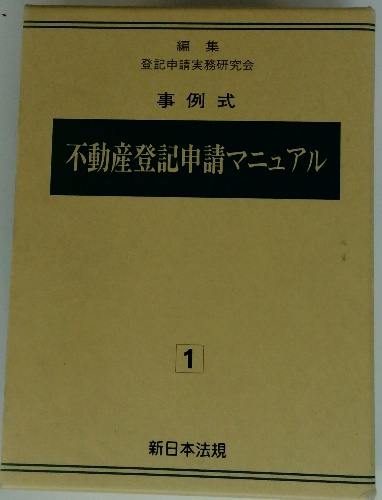 編集
登記申請実務研究会
事例式
不動産登記申請マニュアル
1
新日本法規